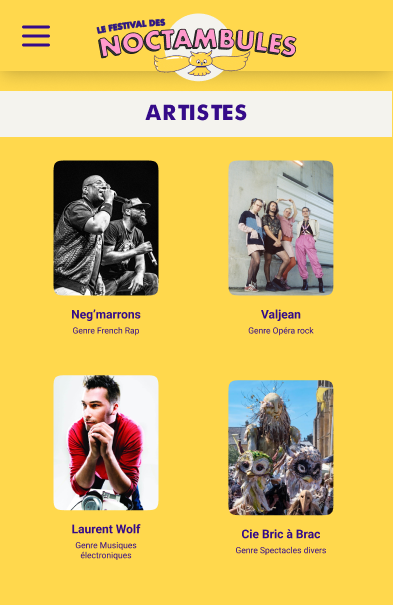 LE FESTIVAL DES
NOCTAMBULES
ARTISTES
Neg'marrons
Genre French Rap
Valjean
Genre Opéra rock
Laurent Wolf
Genre Musiques
électroniques
Cie Bric à Brac
Genre Spectacles divers